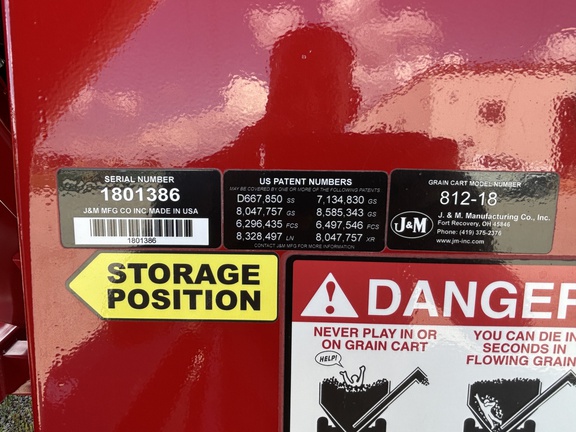 SERIAL NUMBER
1801386
J&M MFG CO INC MADE IN USA
1801386
US PATENT NUMBERS
MAY BE COVERED BY ONE OR MORE OF THE FOLLOWING PATENTS.
D667,850 SS 7,134,830 GS
8,047,757 GS 8,585,343 GS
6,296,435 FCS 6,497,546 FCS
8,328,497 LN 8,047,757 XR
CONTACT J&M FOR MORE INFORMATION.
GRAIN CART MODEL NUMBER
812-18
J&M
J. & M. Manufacturing Co., Inc.
Fort Recovery, OH 45846
Phone: (419) 375-2376
www.jm-inc.com
STORAGE
POSITION
DANGER
NEVER PLAY IN OR
ON GRAIN CART
HELP!
YOU CAN DIE IN
SECONDS IN
FLOWING GRAIN